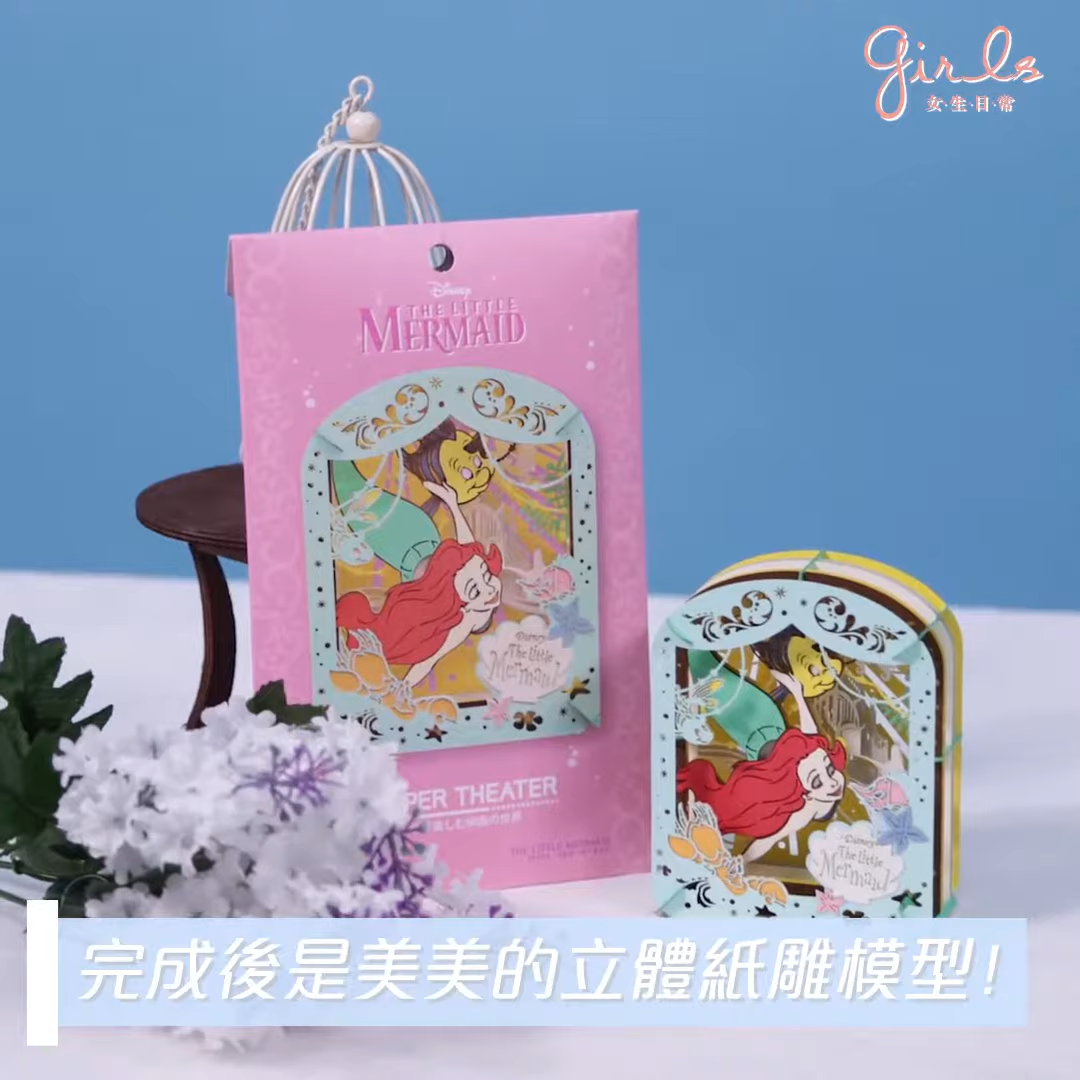 girls
女·生·日·常
Disney
THE LITTLE
MERMAID
Disney
The Little
Mermaid
PER THEATER
THE LITTLE MERMAID
Disney
The Little
Mermaid
完成後是美美的立體紙雕模型!